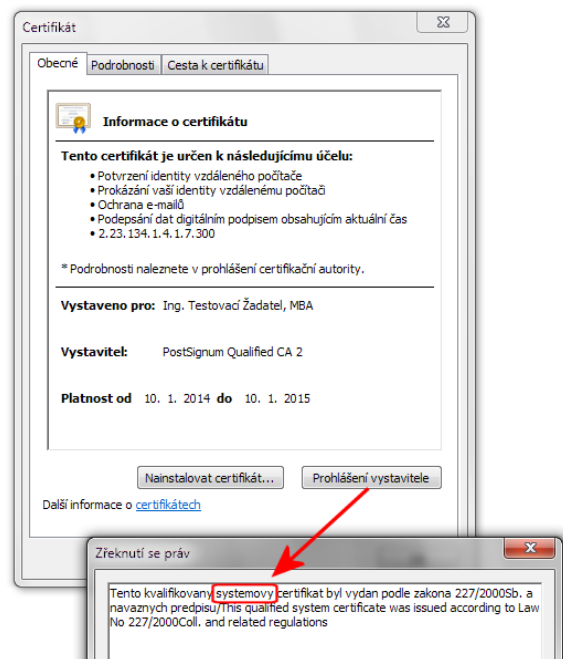 Certifikát
Obecné Podrobnosti Cesta k certifikátu
Informace o certifikátu
Tento certifikát je určen k následujícímu účelu:
• Potvrzení identity vzdáleného počítače
• Prokázání vaší identity vzdálenému počítači
• Ochrana e-mailů
• Podepsání dat digitálním podpisem obsahujícím aktuální čas
• 2.23.134.1.4.1.7.300
* Podrobnosti naleznete v prohlášení certifikační autority.
Vystaveno pro: Ing. Testovací Žadatel, MBA
Vystavitel: PostSignum Qualified CA 2
Platnost od 10. 1. 2014 do 10. 1. 2015
Nainstalovat certifikát... Prohlášení vystavitele
Další informace o certifikátech
Zřeknutí se práv
Tento kvalifikovany systemovy certifikat byl vydan podle zakona 227/2000Sb. a
navaznych predpisu/This qualified system certificate was issued according to Law
No 227/2000Coll. and related regulations